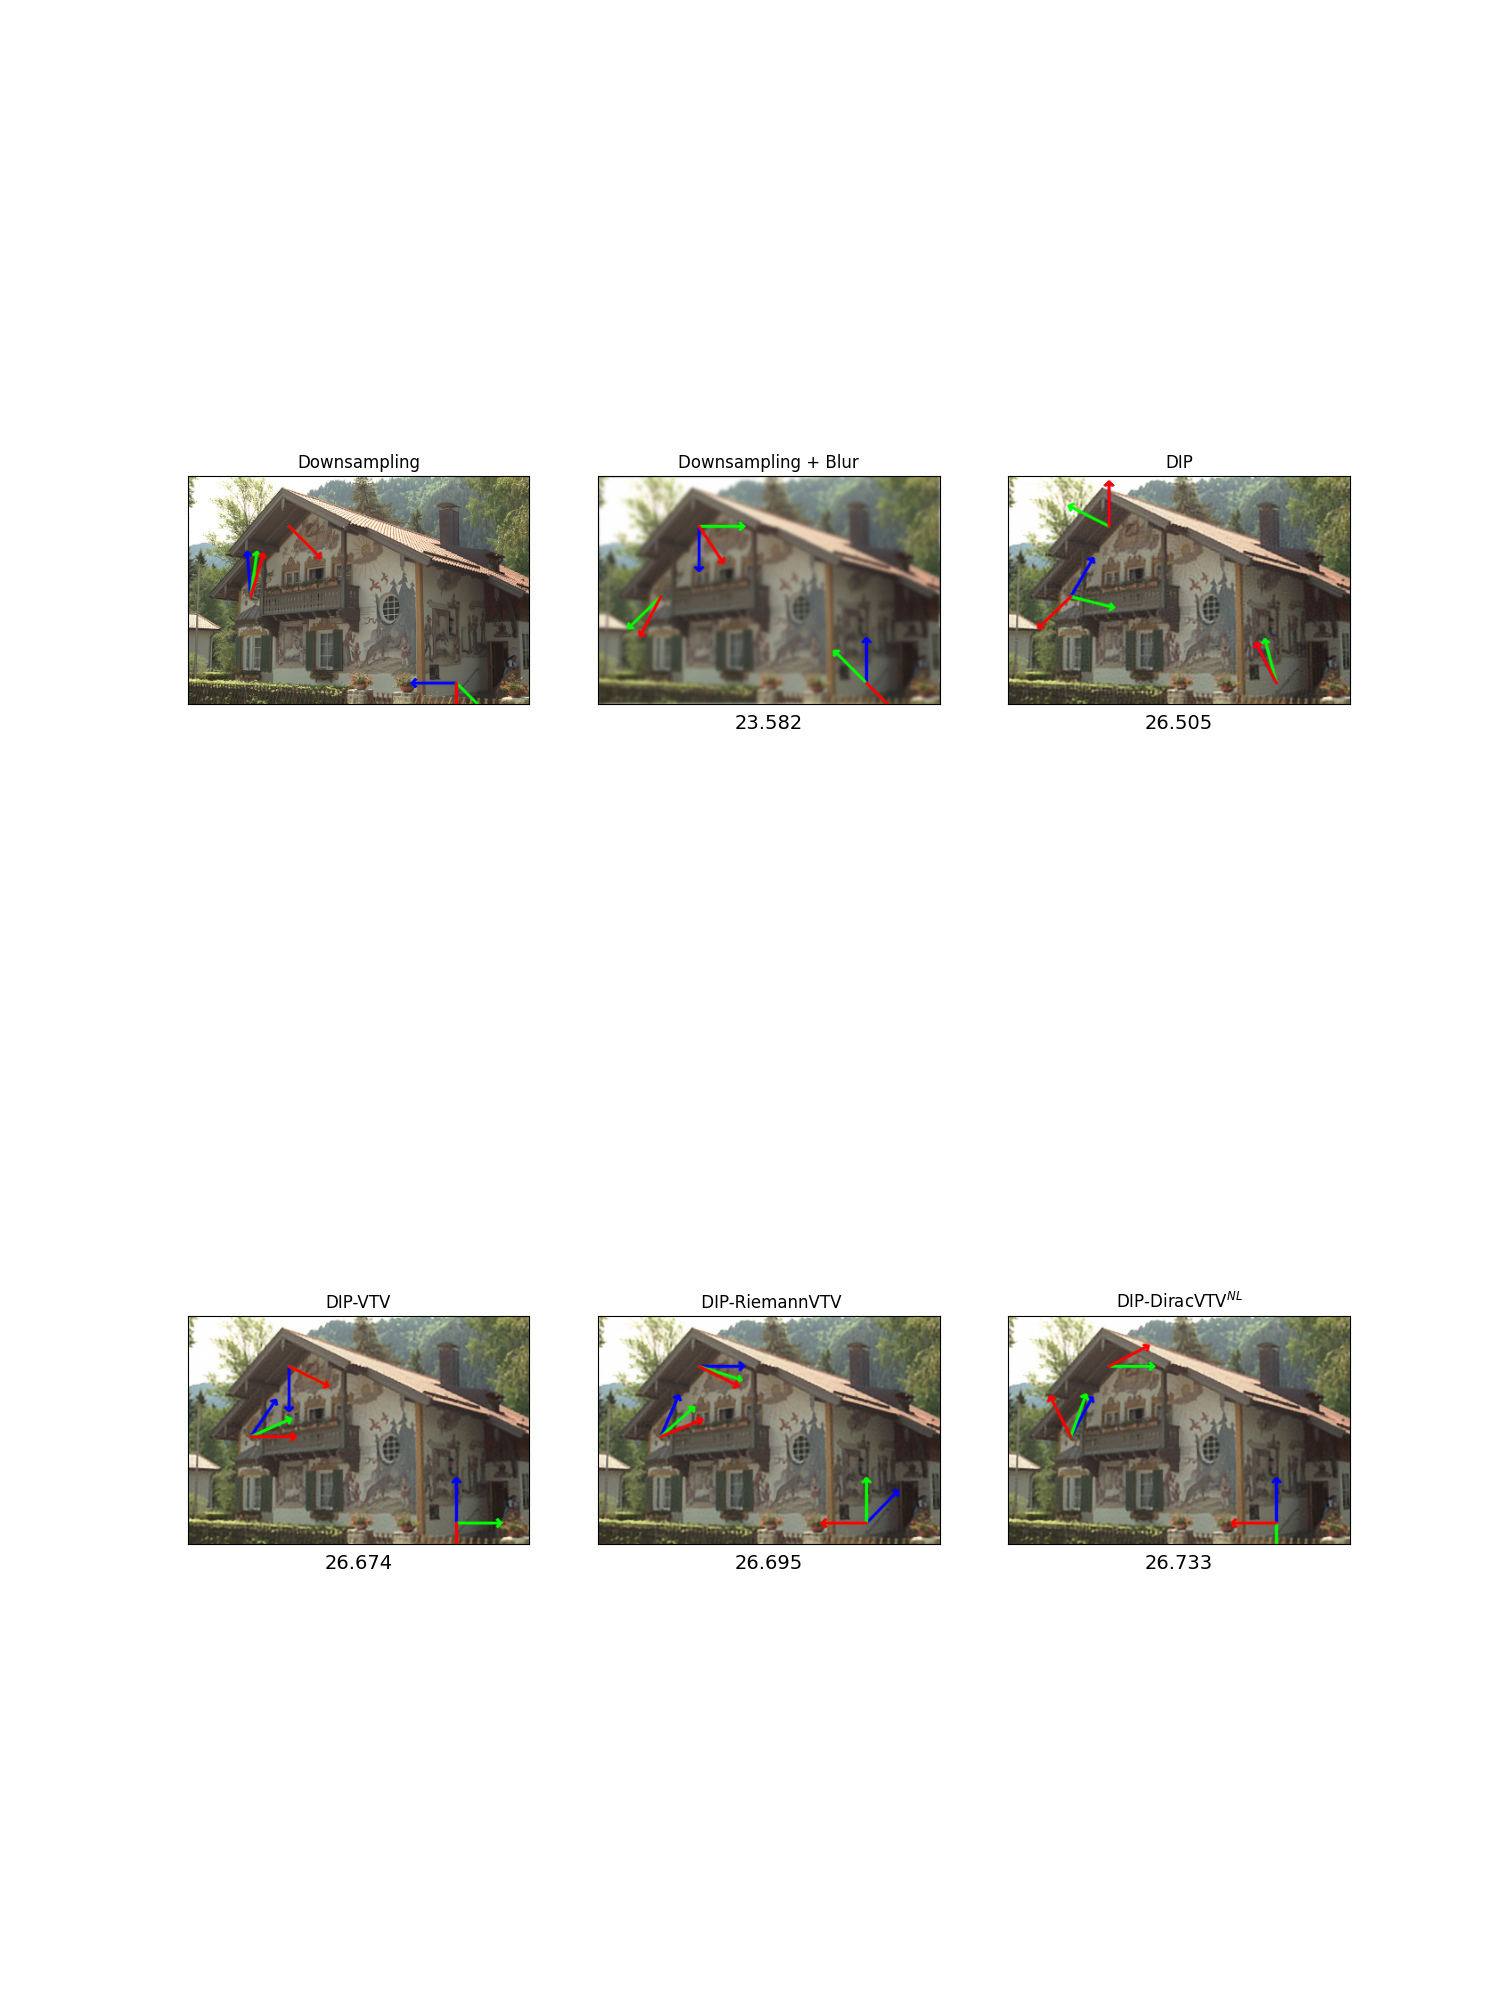 Downsampling
Downsampling + Blur
DIP
23.582
26.505
DIP-VTV
DIP-RiemannVTV
DIP-DiracVTV^{NL}
26.674
26.695
26.733